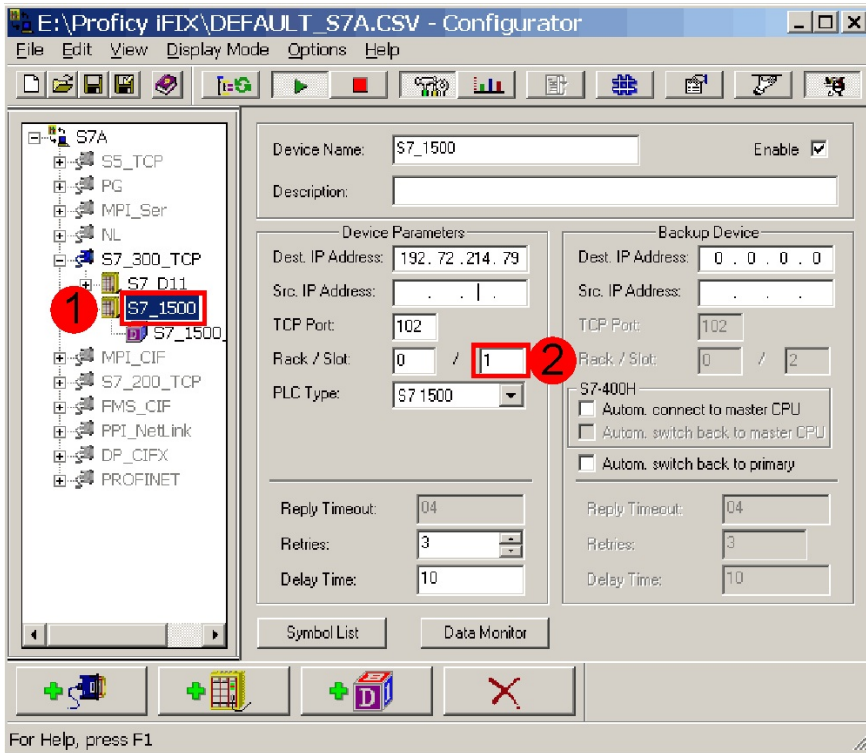 E:\Proficy iFIX\DEFAULT_S7A.CSV - Configurator
File Edit View Display Mode Options Help
S7A
S5_TCP
PG
MPI_Ser
NL
S7_300_TCP
S7_D11
1 S7_1500
S7_1500_
MPI_CIF
S7_200_TCP
FMS_CIF
PPI_NetLink
DP_CIFX
PROFINET
Device Name: S7_1500 Enable
Description:
Device Parameters
Dest. IP Address: 192. 72 .214. 79
Src. IP Address: . . .
TCP Port: 102
Rack / Slot: 0 / 1 2
PLC Type: S7 1500
Reply Timeout: 04
Retries: 3
Delay Time: 10
Backup Device
Dest. IP Address: 0 . 0 . 0 . 0
Src. IP Address: . . .
TCP Port: 102
Rack / Slot: 0 / 2
S7-400H
Autom. connect to master CPU
Autom. switch back to master CPU
Autom. switch back to primary
Reply Timeout: 04
Retries: 3
Delay Time: 10
Symbol List Data Monitor
D
For Help, press F1